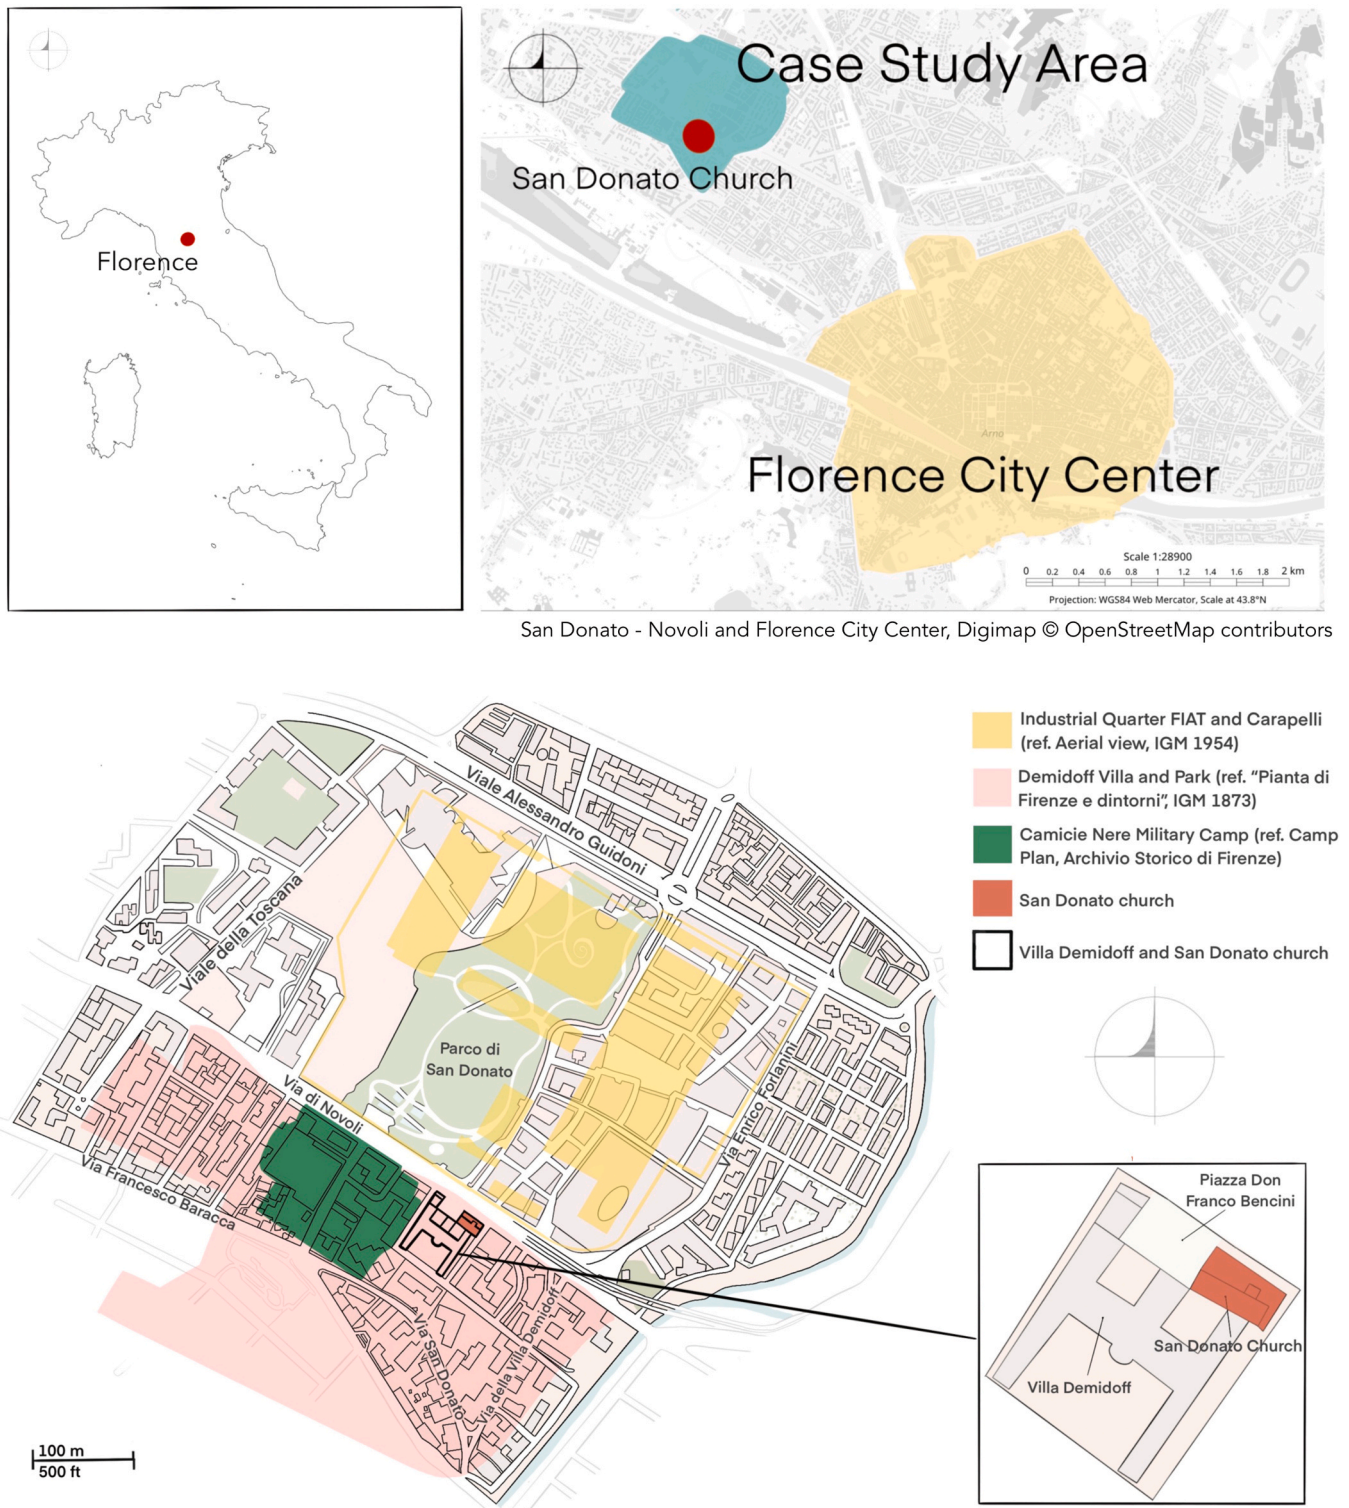 Florence
Case Study Area
San Donato Church
Arno
Florence City Center
Scale 1:28900
0 0.2 0.4 0.6 0.8 1 1.2 1.4 1.6 1.8 2 km
Projection: WGS84 Web Mercator, Scale at 43.8°N
San Donato - Novoli and Florence City Center, Digimap © OpenStreetMap contributors
Industrial Quarter FIAT and Carapelli
(ref. Aerial view, IGM 1954)
Demidoff Villa and Park (ref. “Pianta di
Firenze e dintorni”, IGM 1873)
Camicie Nere Military Camp (ref. Camp
Plan, Archivio Storico di Firenze)
San Donato church
Villa Demidoff and San Donato church
Viale Alessandro Guidoni
Viale della Toscana
Parco di
San Donato
Via di Novoli
Via Enrico Forlanini
Via Francesco Baracca
Via San Donato
Via della Villa Demidoff
100 m
500 ft
Piazza Don
Franco Bencini
San Donato Church
Villa Demidoff